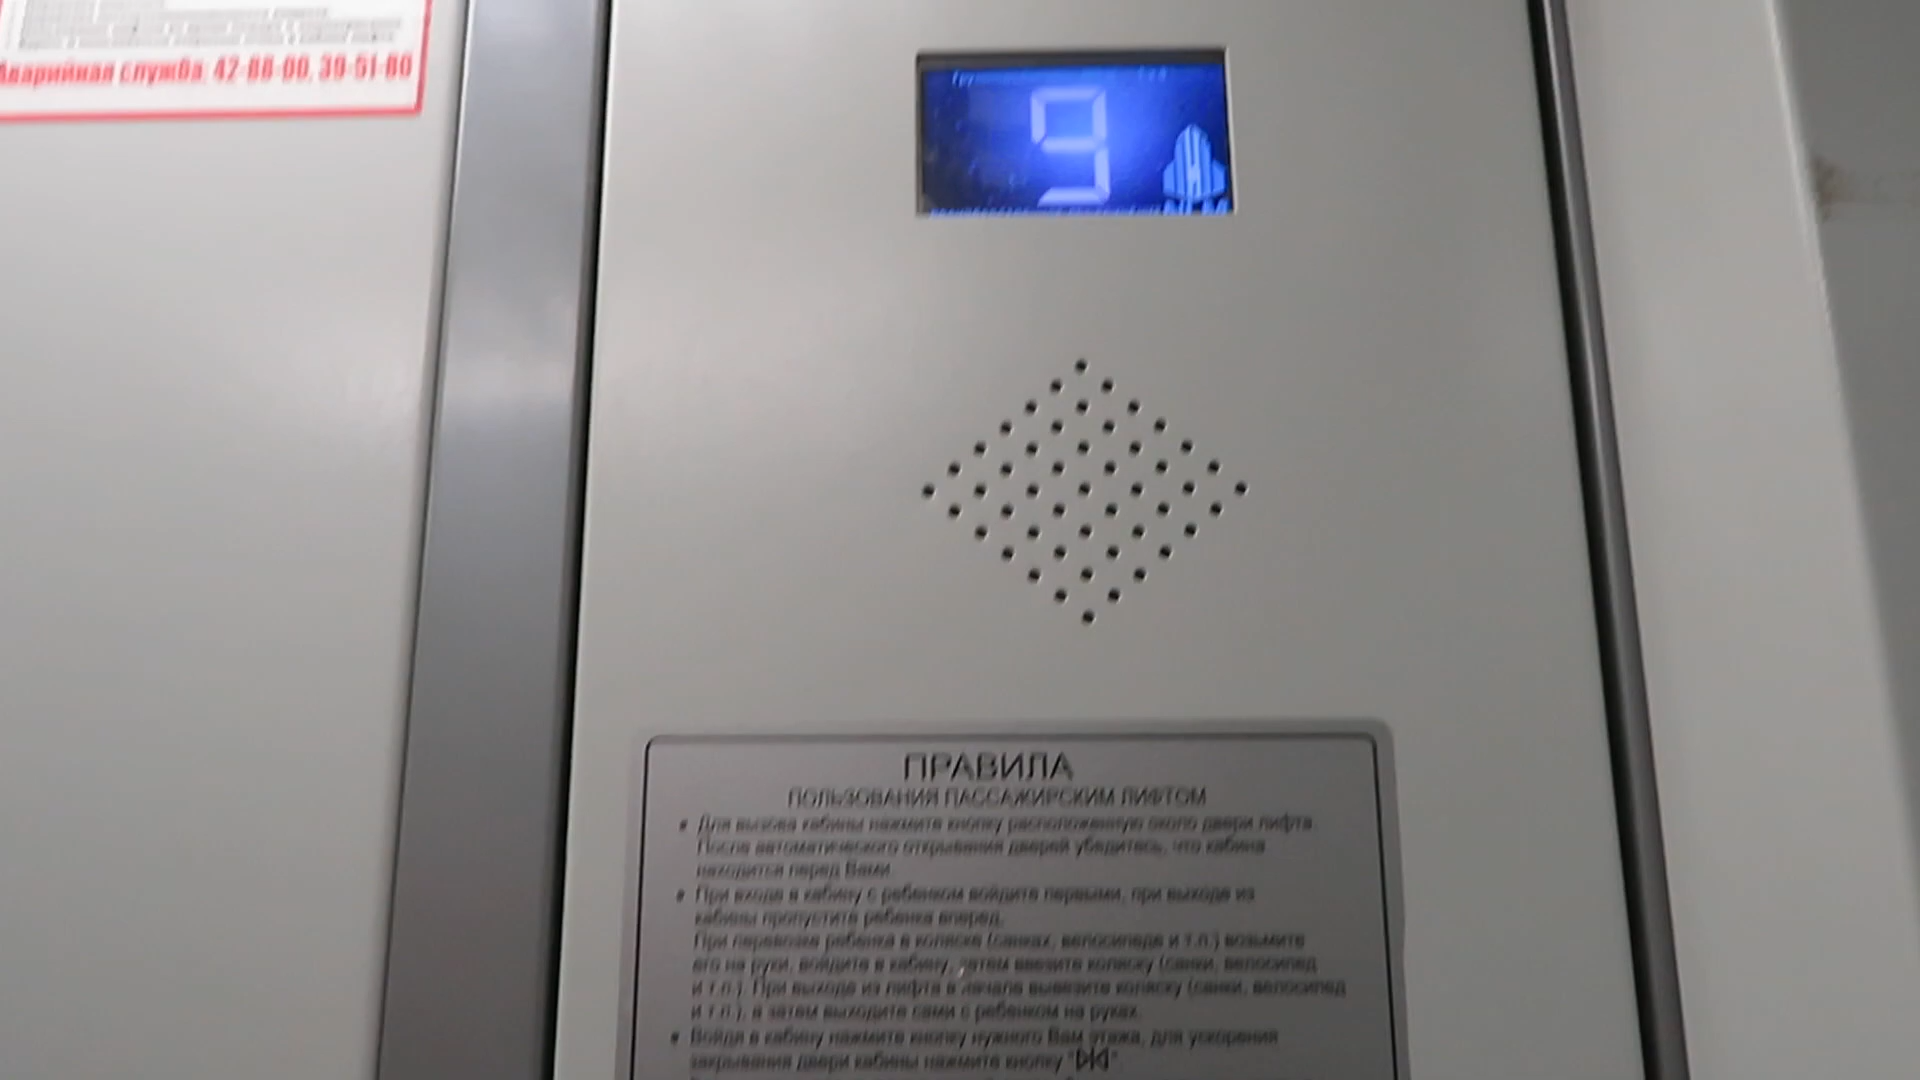 Аварийная служба 42-88-00, 39-51-80
9
ПРАВИЛА
ПОЛЬЗОВАНИЯ ПАССАЖИРСКИМ ЛИФТОМ
• Для вызова кабины нажмите кнопку расположенную около двери лифта.
После автоматического открывания дверей убедитесь, что кабина
находится перед Вами.
• При входе в кабину с ребенком войдите первыми, при выходе из
кабины пропустите ребенка вперед.
При перевозке ребенка в коляске (санках, велосипеде и т.п.) возьмите
его на руки, войдите в кабину, затем ввезите коляску (санки, велосипед
и т.п.). При выходе из лифта в начале вывезите коляску (санки, велосипед
и т.п.), а затем выходите сами с ребенком на руках.
• Войдя в кабину нажмите кнопку нужного Вам этажа, для ускорения
закрывания двери кабины нажмите кнопку "▷|◁".